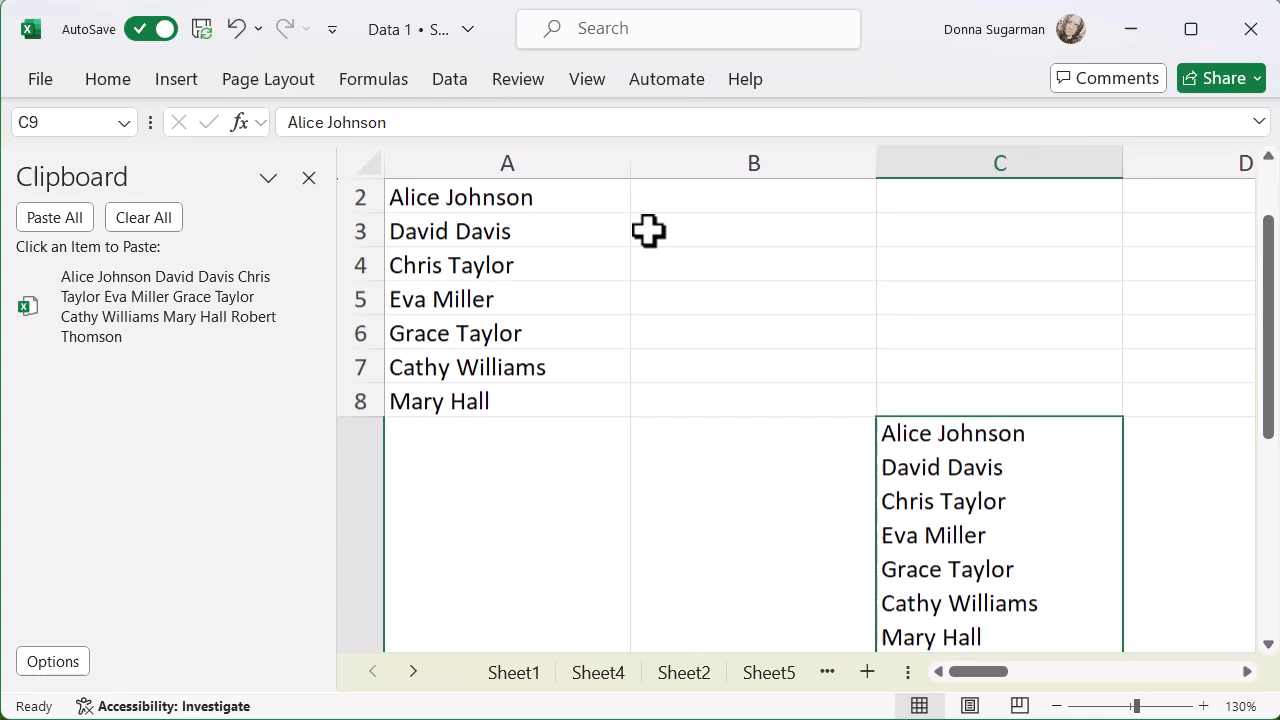 AutoSave
Data 1 • S...
Search
Donna Sugarman
File Home Insert Page Layout Formulas Data Review View Automate Help
Comments
Share
C9
fx
Alice Johnson
Clipboard
Paste All Clear All
Click an Item to Paste:
Alice Johnson David Davis Chris
Taylor Eva Miller Grace Taylor
Cathy Williams Mary Hall Robert
Thomson
Options
A B C D
2 Alice Johnson
3 David Davis
4 Chris Taylor
5 Eva Miller
6 Grace Taylor
7 Cathy Williams
8 Mary Hall
Alice Johnson
David Davis
Chris Taylor
Eva Miller
Grace Taylor
Cathy Williams
Mary Hall
Sheet1 Sheet4 Sheet2 Sheet5 ...
Ready
Accessibility: Investigate
130%